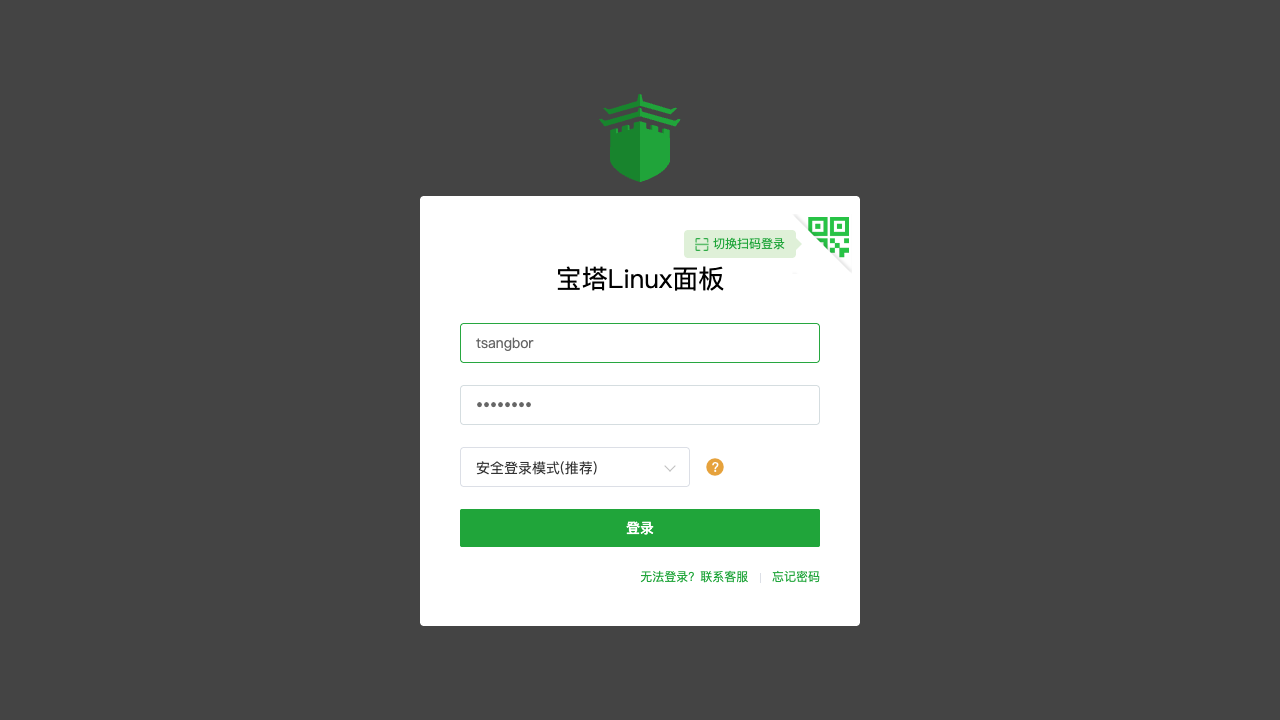 切换扫码登录
宝塔Linux面板
tsangbor
••••••••
安全登录模式(推荐)
?
登录
无法登录？联系客服 | 忘记密码